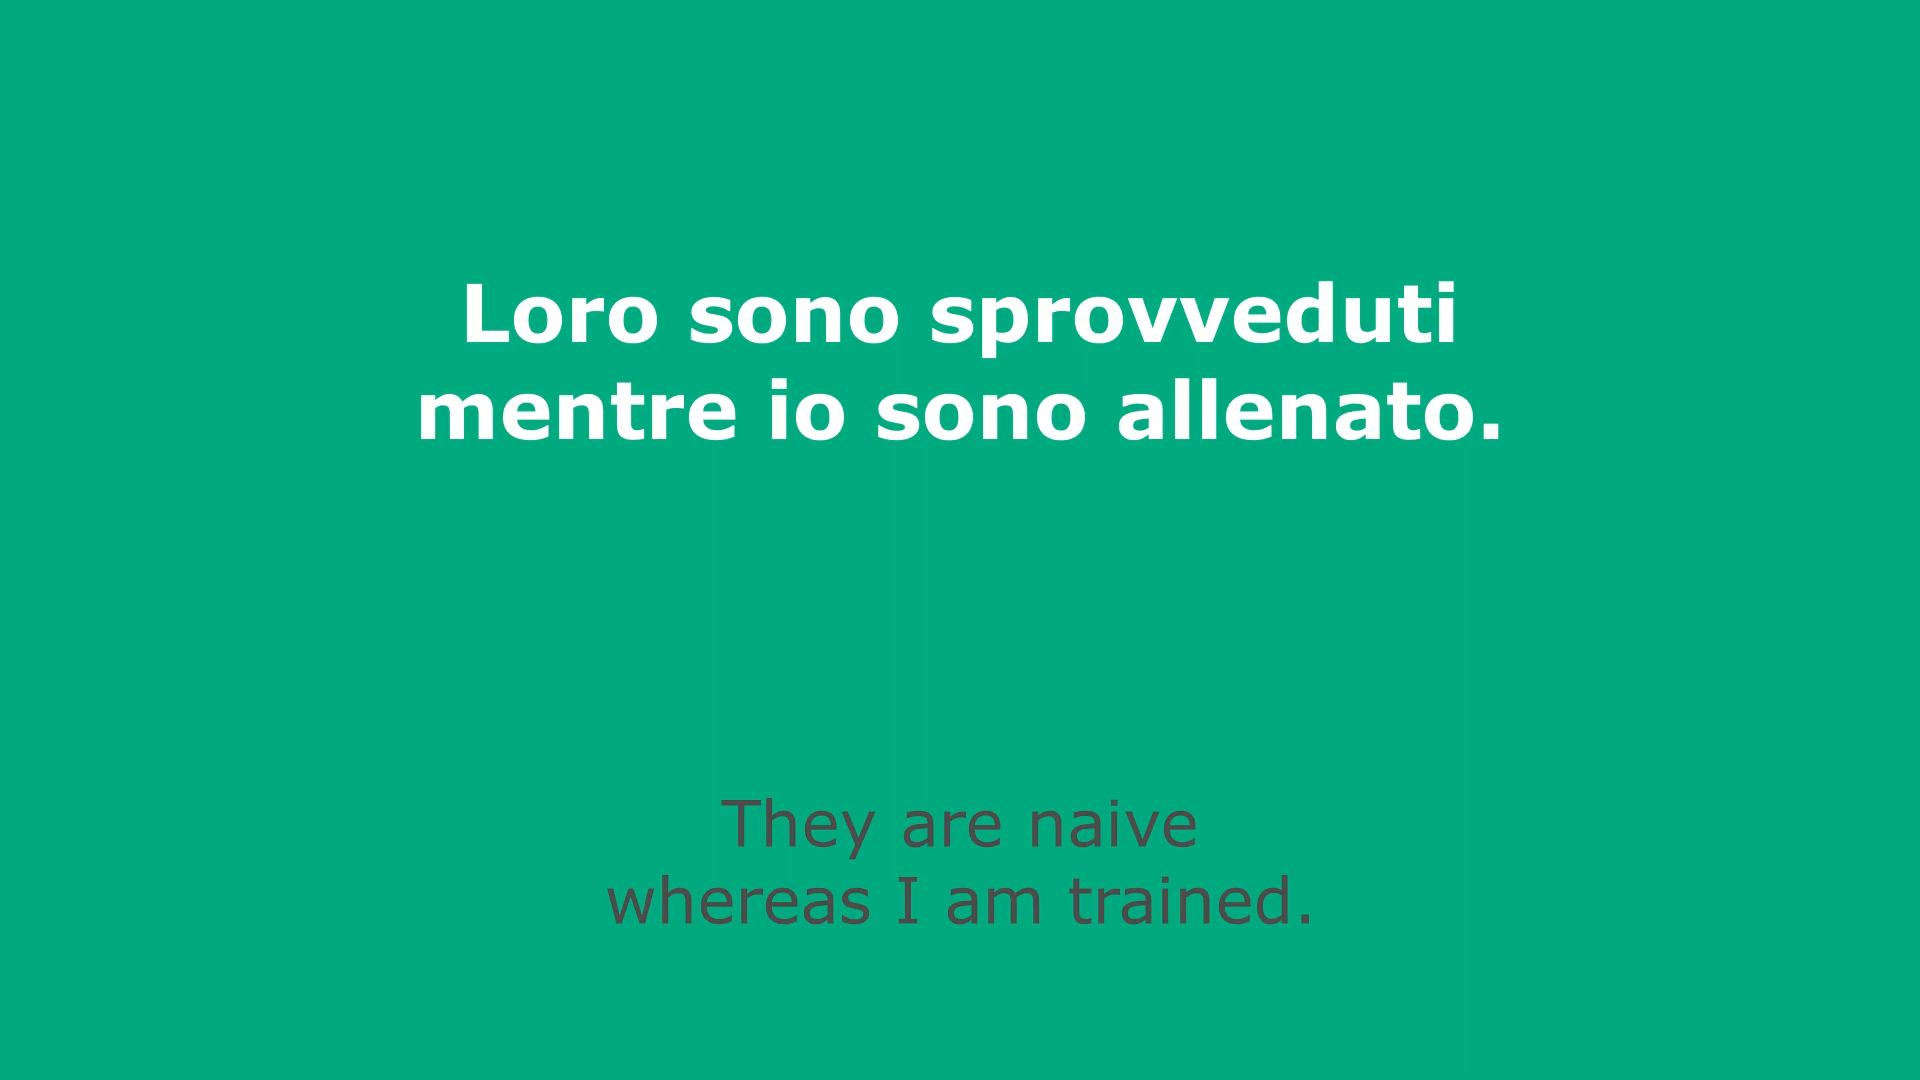 Loro sono sprovveduti
mentre io sono allenato.
They are naive
whereas I am trained.